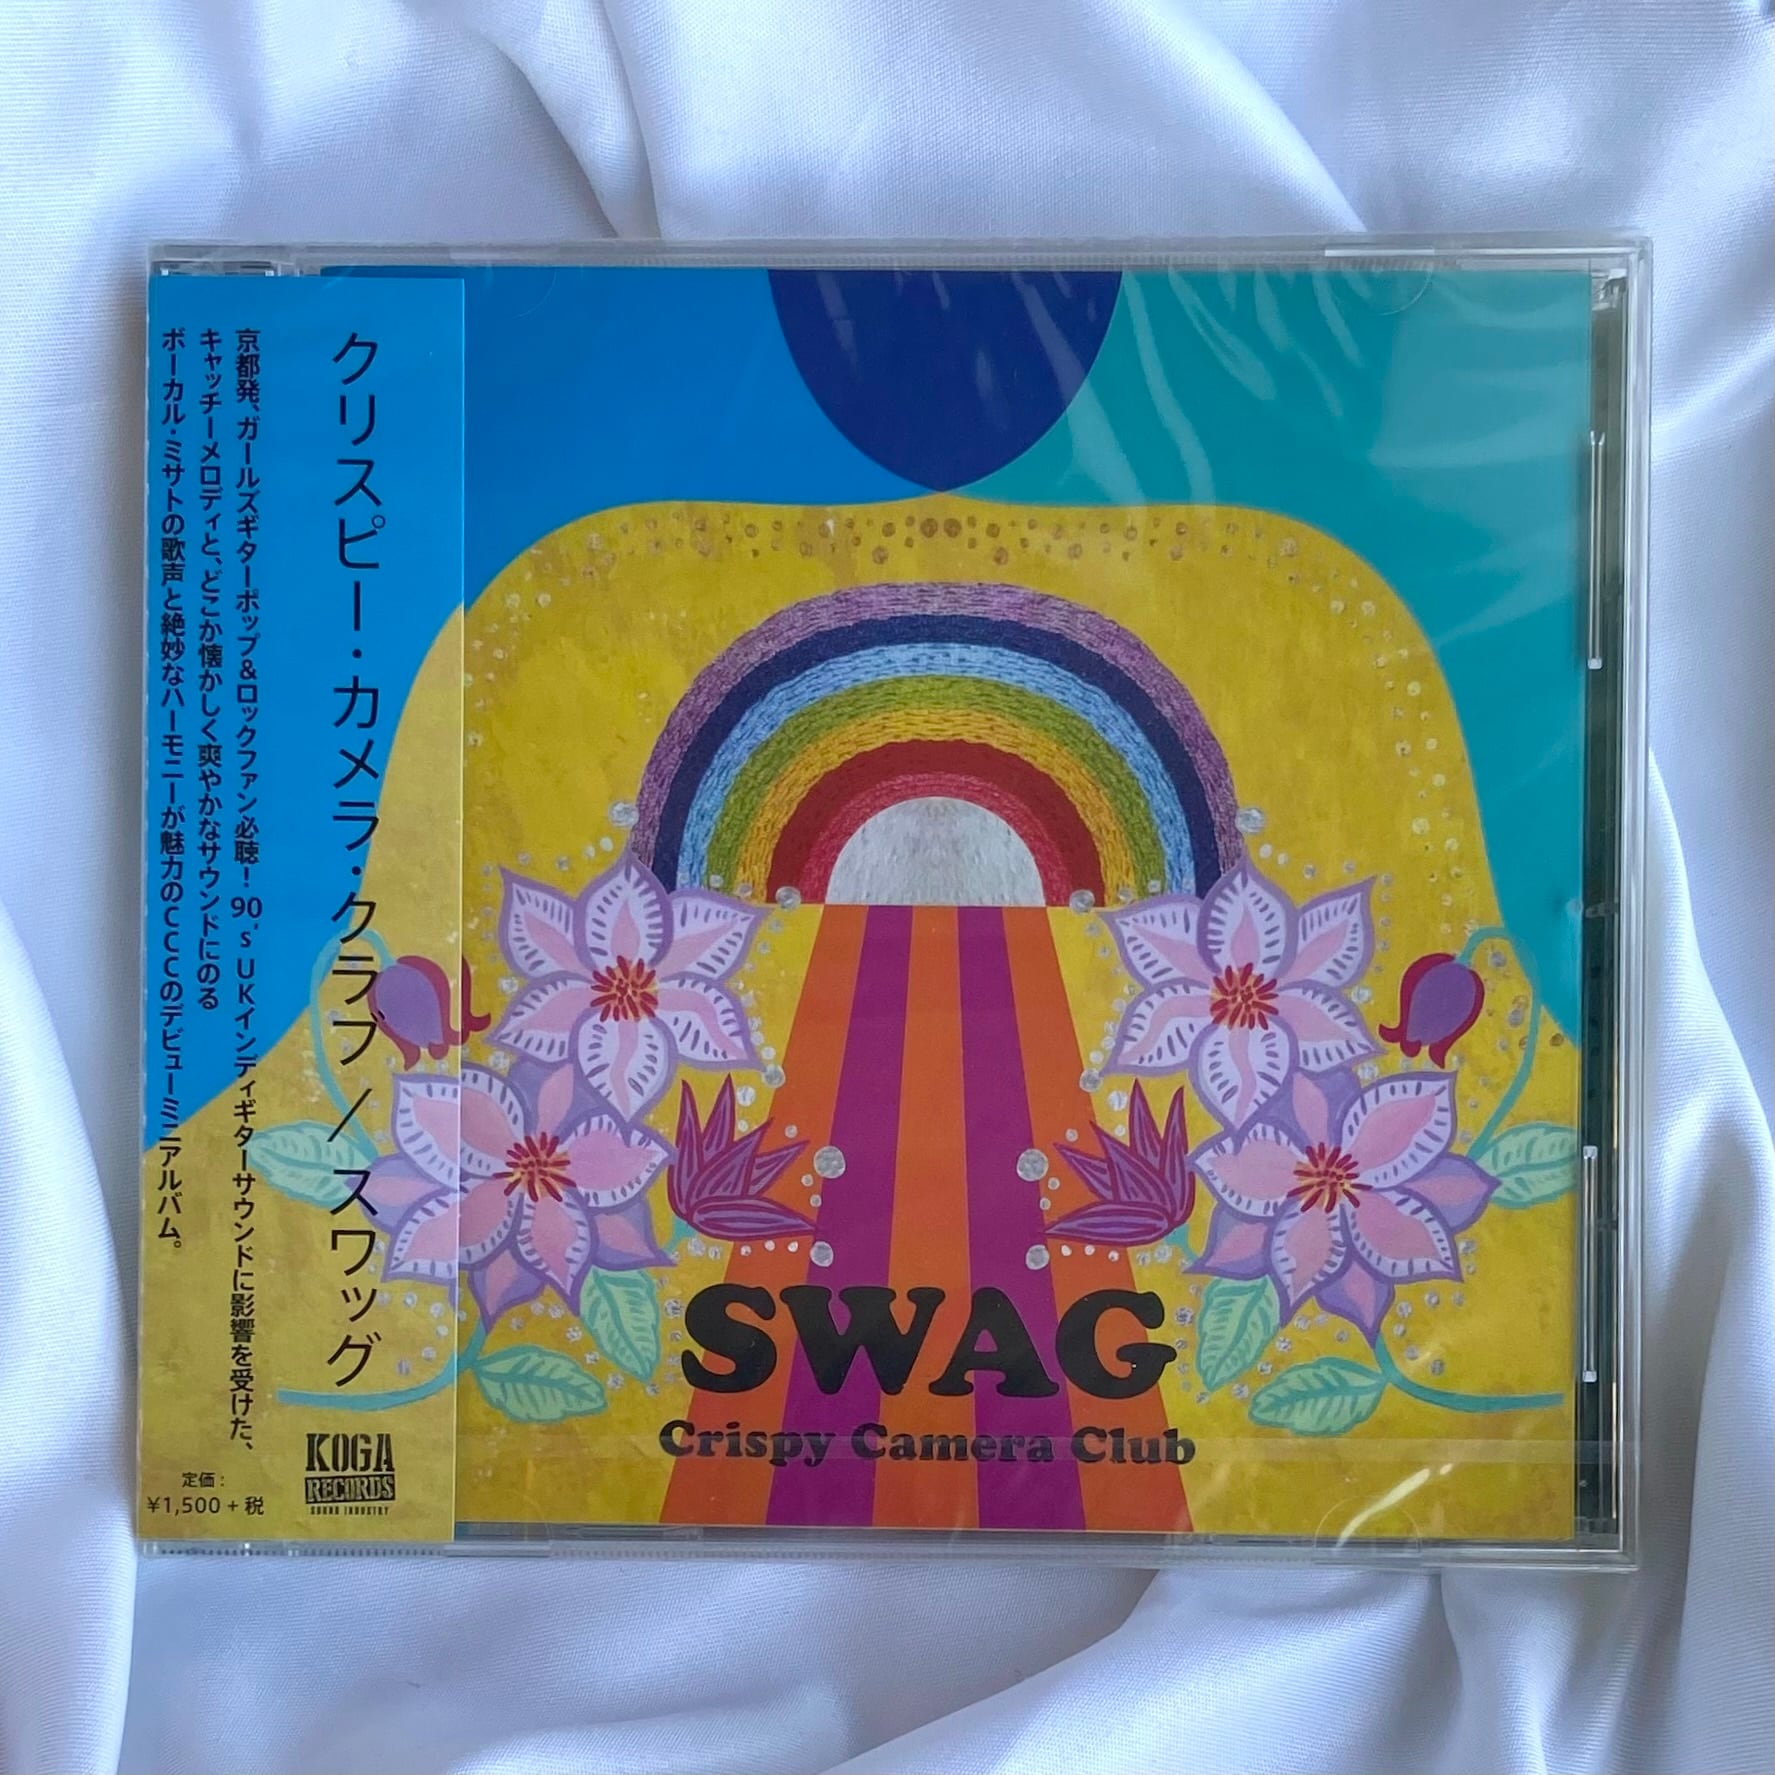 クリスピー・カメラ・クラブ / スワッグ
京都発、ガールズギターポップ&ロックファン必聴! 90's UKインディギターサウンドに影響を受けた、
キャッチーメロディと、どこか懐かしく爽やかなサウンドにのる
ボーカル・ミサトの歌声と絶妙なハーモニーが魅力のCCCのデビューミニアルバム。
定価:
¥1,500+税
KOGA
RECORDS
SOUND INDUSTRY
SWAG
Crispy Camera Club